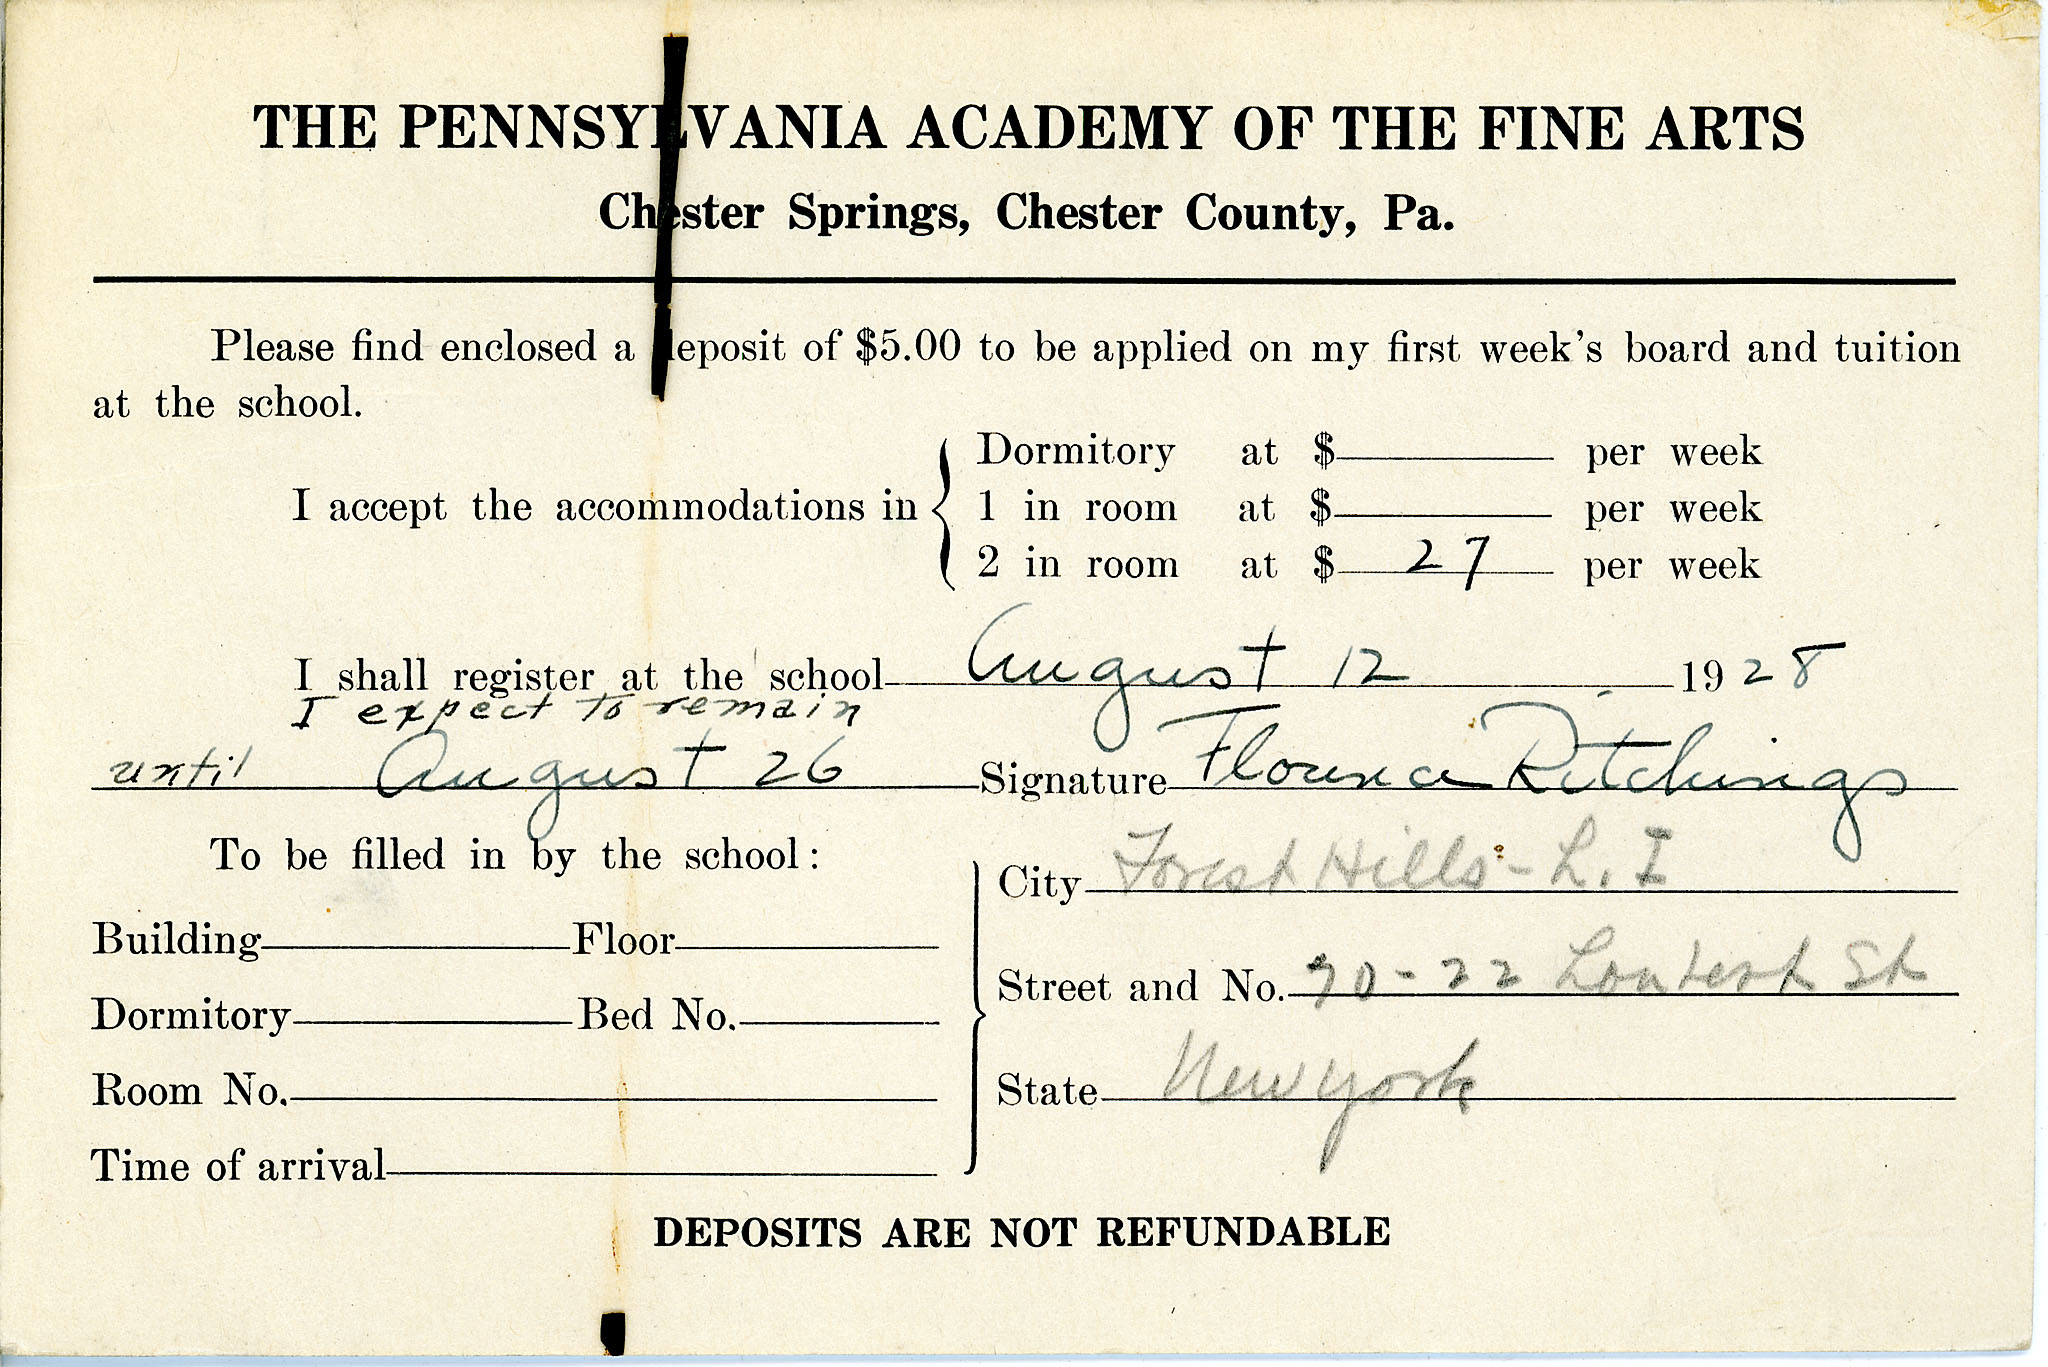 THE PENNSYLVANIA ACADEMY OF THE FINE ARTS
Chester Springs, Chester County, Pa.
Please find enclosed a deposit of $5.00 to be applied on my first week's board and tuition
at the school.
I accept the accommodations in
Dormitory at $ per week
1 in room at $ per week
2 in room at $ 27 per week
I shall register at the school August 12 1928
I expect to remain
until August 26 Signature Florence Ritchings
To be filled in by the school:
City Forest Hills - L. I
Building Floor
Street and No. 70-22 St
Dormitory Bed No.
State New York
Room No.
Time of arrival
DEPOSITS ARE NOT REFUNDABLE